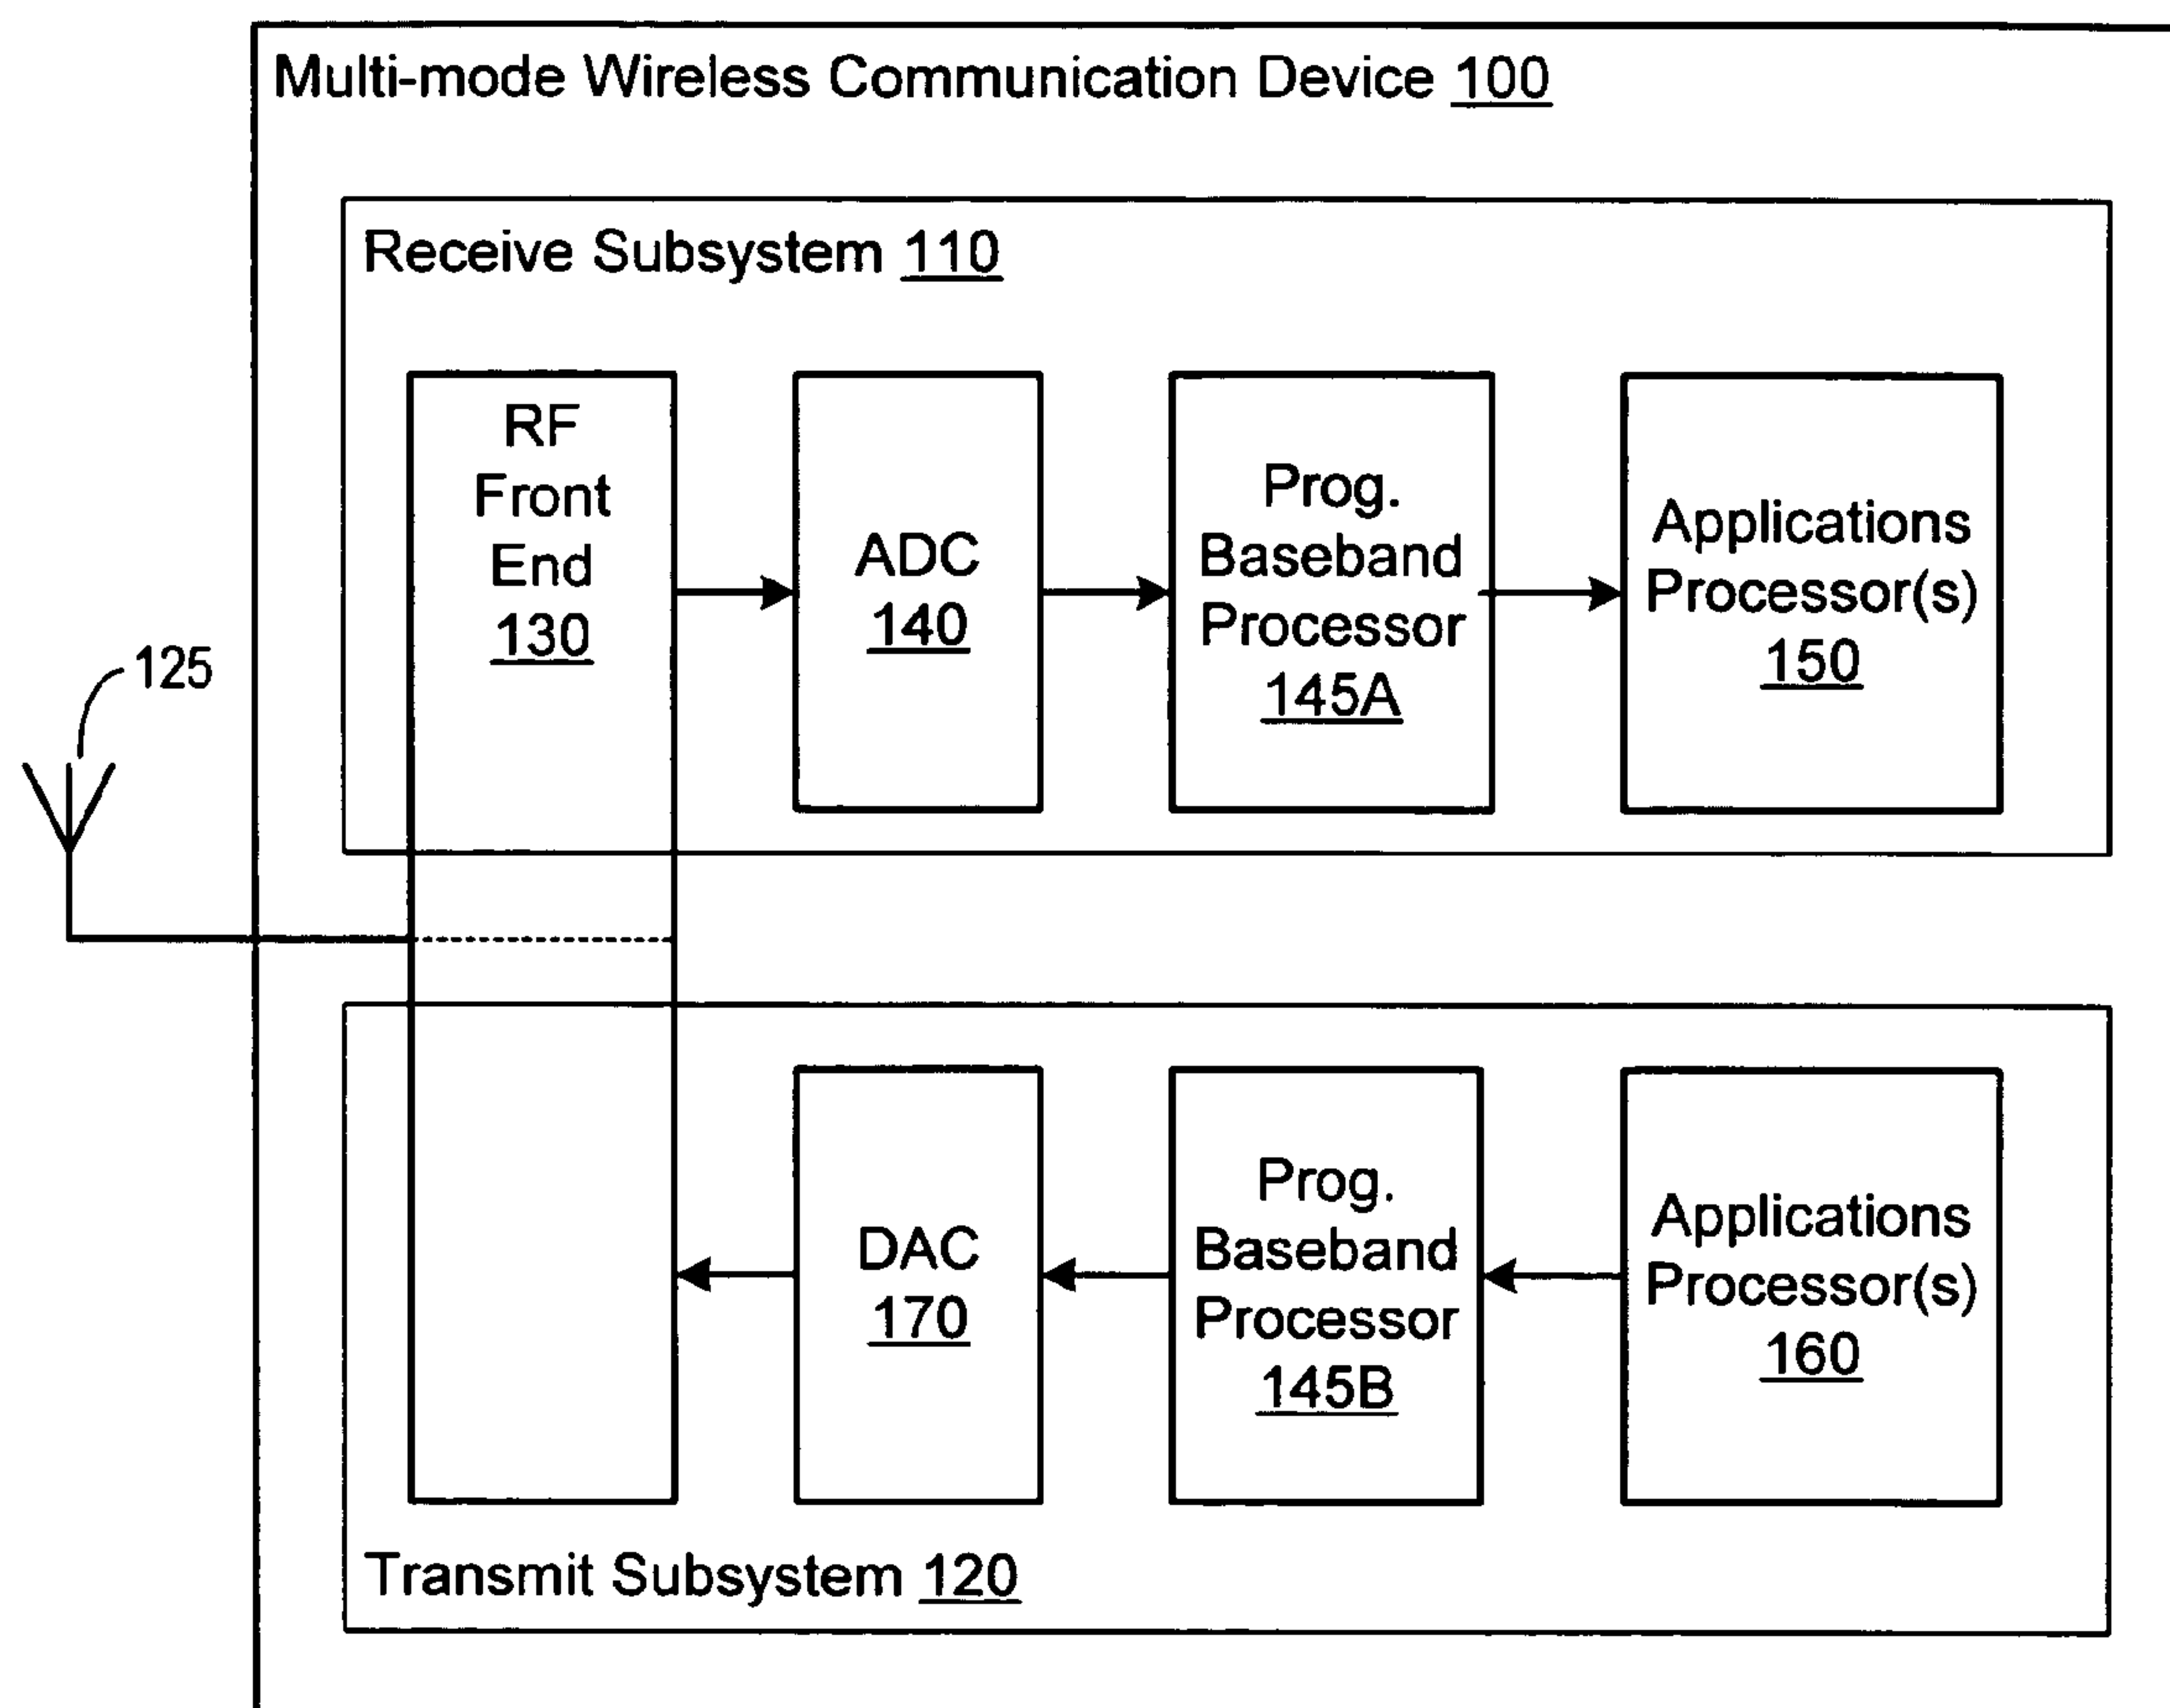 Multi-mode Wireless Communication Device 100
Receive Subsystem 110
RF
Front
End
130
ADC
140
Prog.
Baseband
Processor
145A
Applications
Processor(s)
150
125
DAC
170
Prog.
Baseband
Processor
145B
Applications
Processor(s)
160
Transmit Subsystem 120